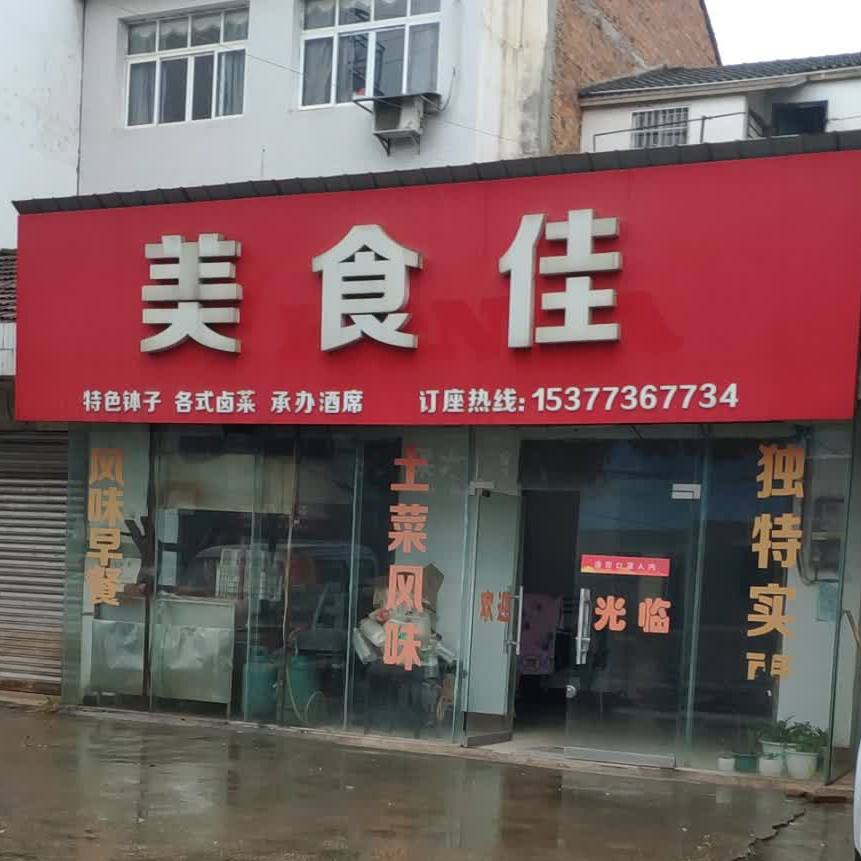 美食佳
特色钵子 各式卤菜 承办酒席 订座热线:15377367734
风味早餐
土菜风味
欢迎
光临
独特实